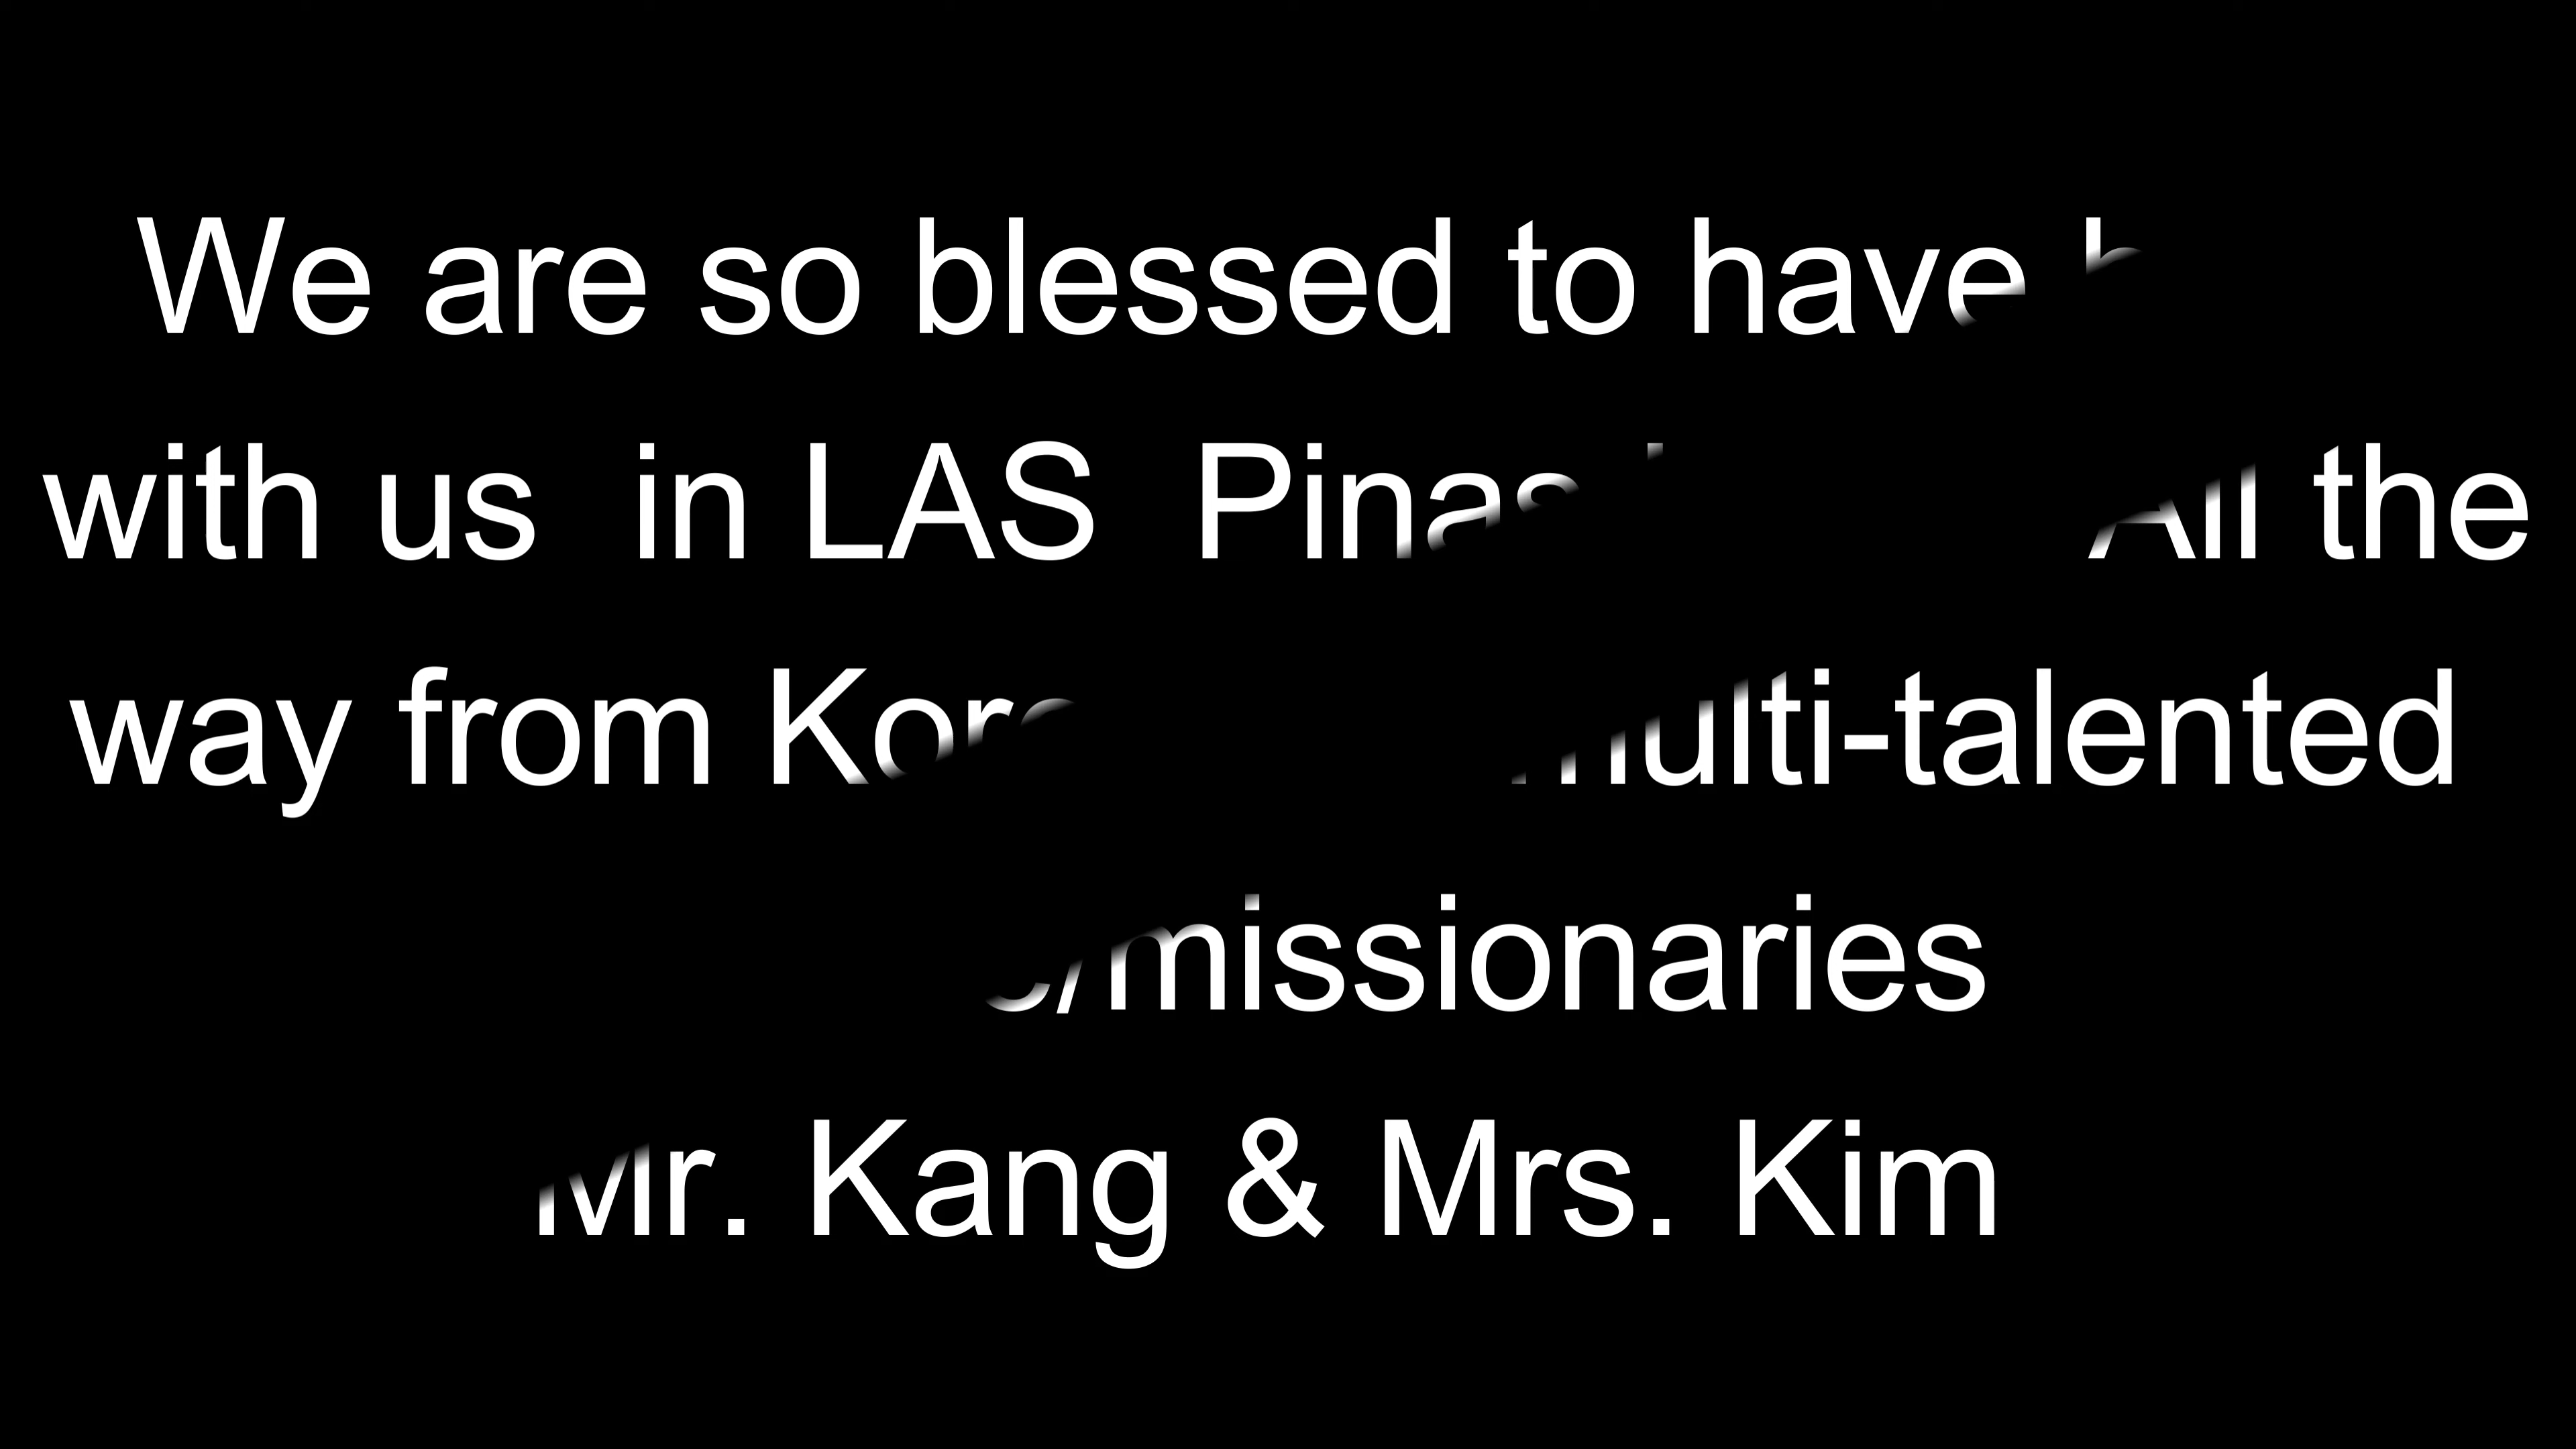 We are so blessed to have
with us in LAS Pinas All the
way from multi-talented
missionaries
Mr. Kang & Mrs. Kim